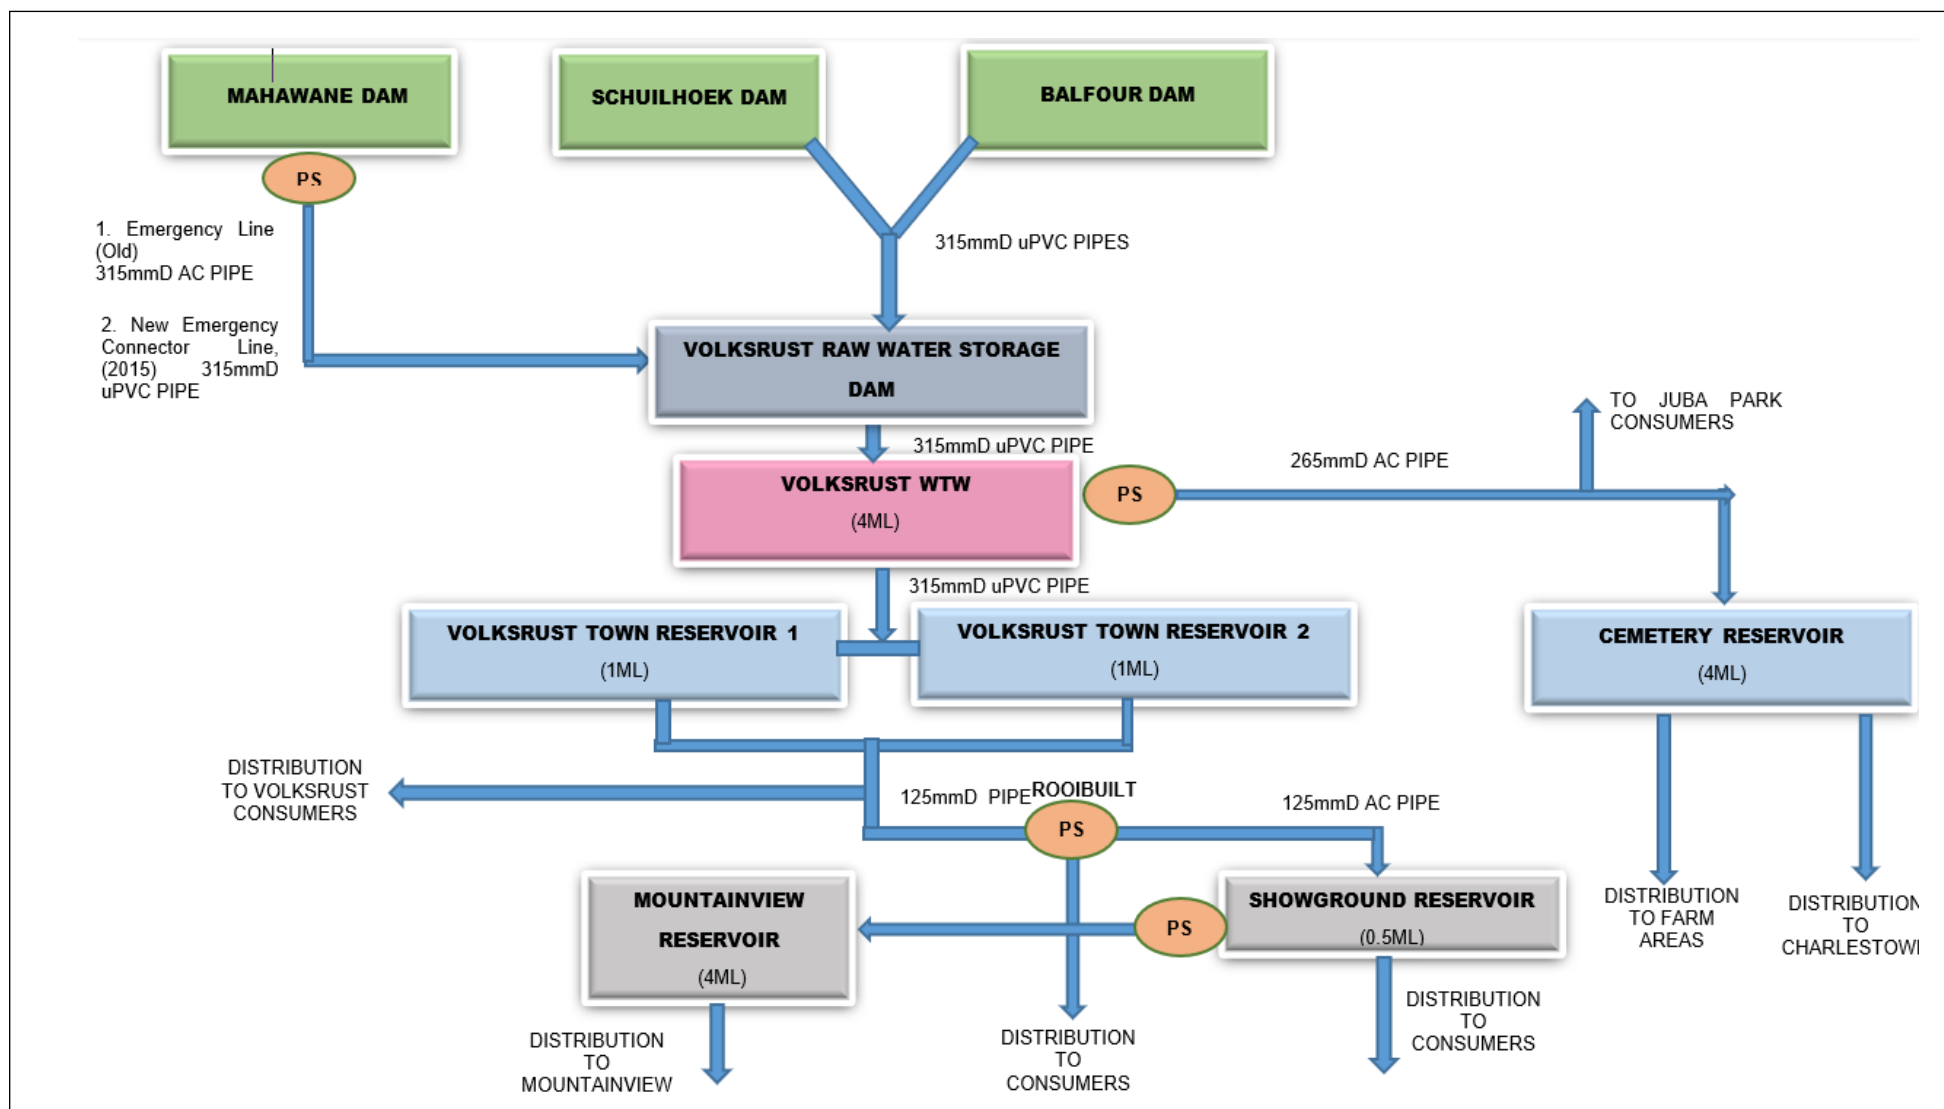 MAHAWANE DAM
SCHUILHOEK DAM
BALFOUR DAM
PS
1. Emergency Line
(Old)
315mmD AC PIPE
315mmD uPVC PIPES
2. New Emergency
Connector Line,
(2015) 315mmD
uPVC PIPE
VOLKSRUST RAW WATER STORAGE
DAM
315mmD uPVC PIPE
TO JUBA PARK
CONSUMERS
265mmD AC PIPE
VOLKSRUST WTW
(4ML)
PS
315mmD uPVC PIPE
VOLKSRUST TOWN RESERVOIR 1
(1ML)
VOLKSRUST TOWN RESERVOIR 2
(1ML)
CEMETERY RESERVOIR
(4ML)
DISTRIBUTION
TO VOLKSRUST
CONSUMERS
125mmD PIPE
ROOIBUILT
PS
125mmD AC PIPE
MOUNTAINVIEW
RESERVOIR
(4ML)
PS
SHOWGROUND RESERVOIR
(0.5ML)
DISTRIBUTION
TO FARM
AREAS
DISTRIBUTION
TO
CHARLESTOWN
DISTRIBUTION
TO
MOUNTAINVIEW
DISTRIBUTION
TO
CONSUMERS
DISTRIBUTION
TO
CONSUMERS